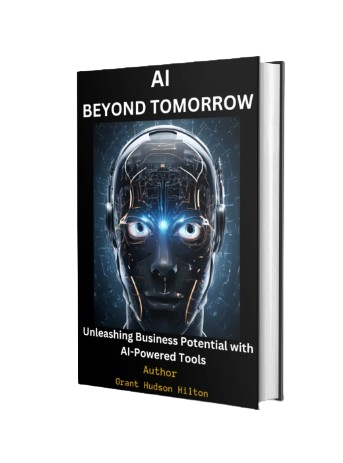 AI
BEYOND TOMORROW
Unleashing Business Potential with
AI-Powered Tools
Author
Grant Hudson Hilton